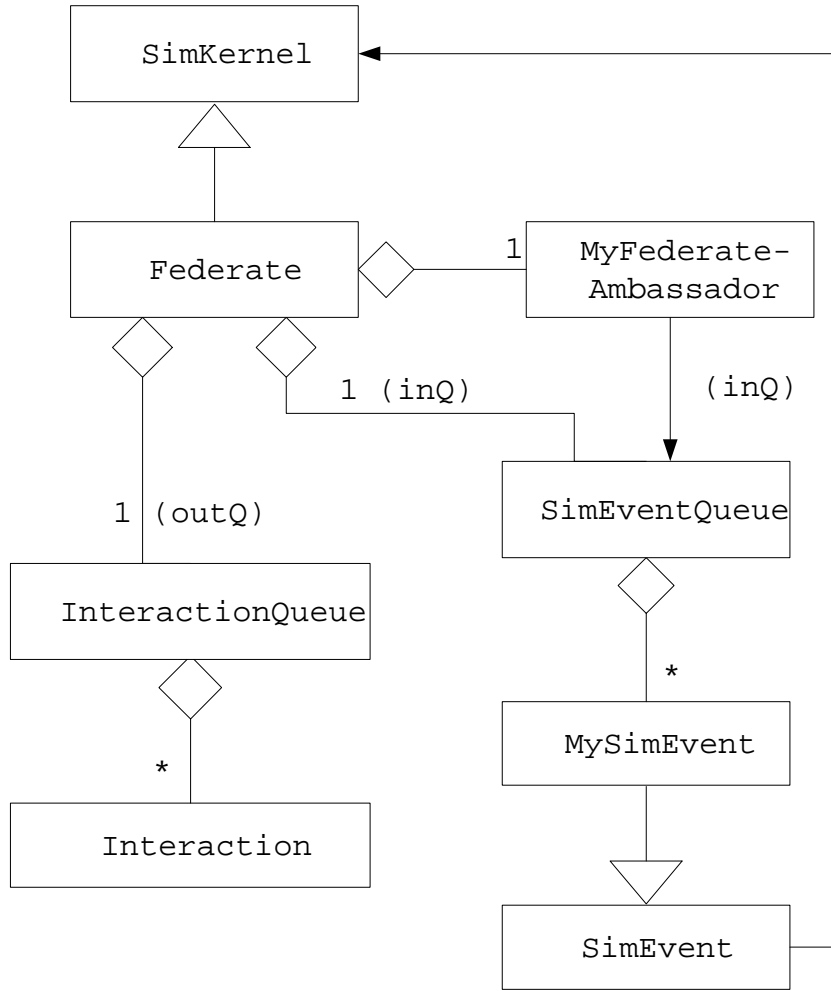 SimKernel
Federate
1
MyFederate-
Ambassador
1 (inQ)
(inQ)
1 (outQ)
SimEventQueue
InteractionQueue
*
MySimEvent
*
Interaction
SimEvent